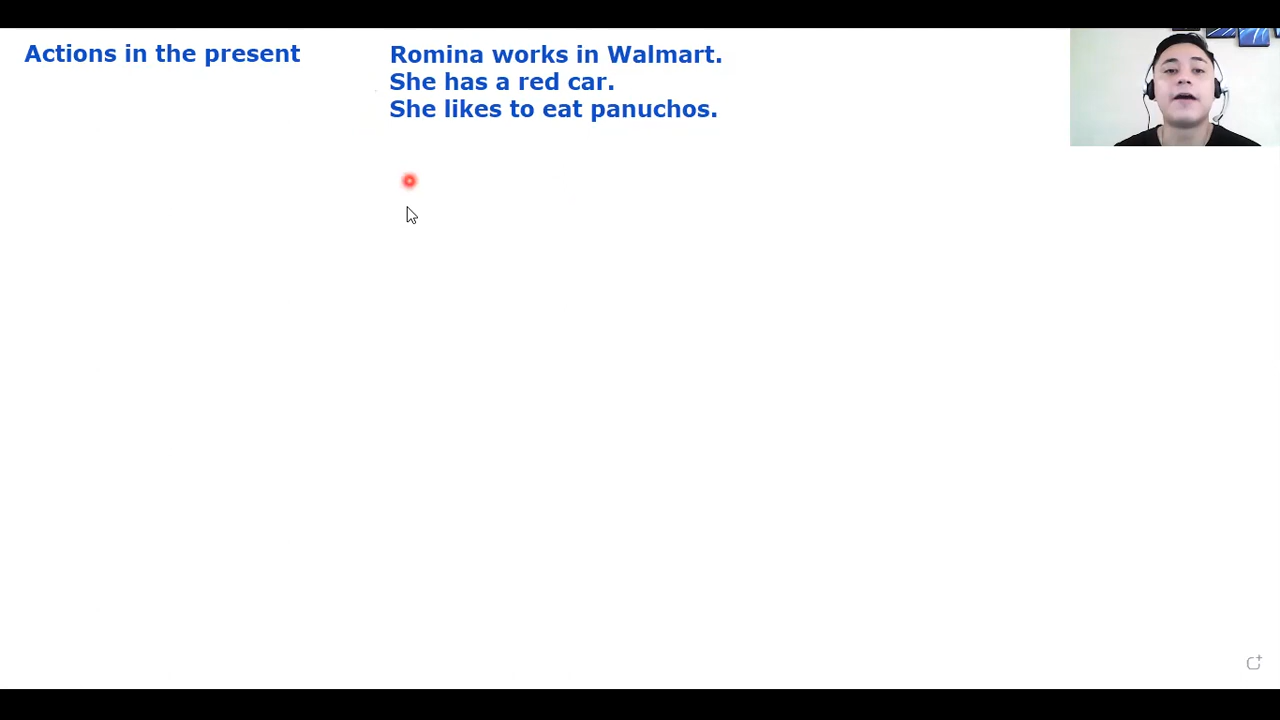 Actions in the present
Romina works in Walmart.
She has a red car.
She likes to eat panuchos.